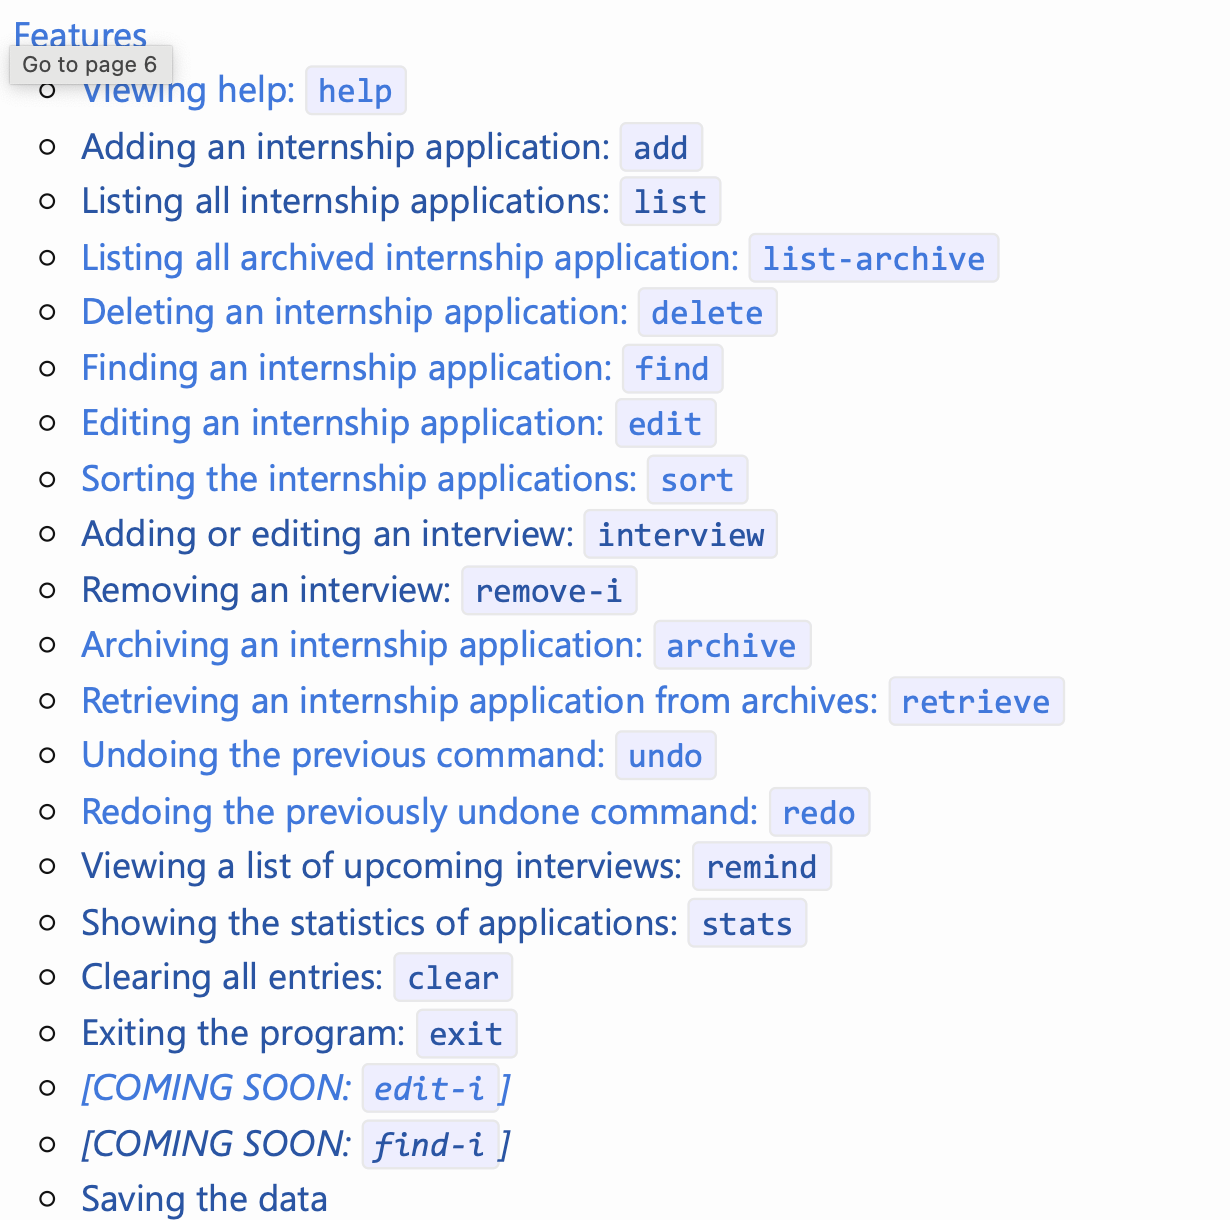 Features
Go to page 6
Viewing help: help
Adding an internship application: add
Listing all internship applications: list
Listing all archived internship application: list-archive
Deleting an internship application: delete
Finding an internship application: find
Editing an internship application: edit
Sorting the internship applications: sort
Adding or editing an interview: interview
Removing an interview: remove-i
Archiving an internship application: archive
Retrieving an internship application from archives: retrieve
Undoing the previous command: undo
Redoing the previously undone command: redo
Viewing a list of upcoming interviews: remind
Showing the statistics of applications: stats
Clearing all entries: clear
Exiting the program: exit
[COMING SOON: edit-i]
[COMING SOON: find-i]
Saving the data